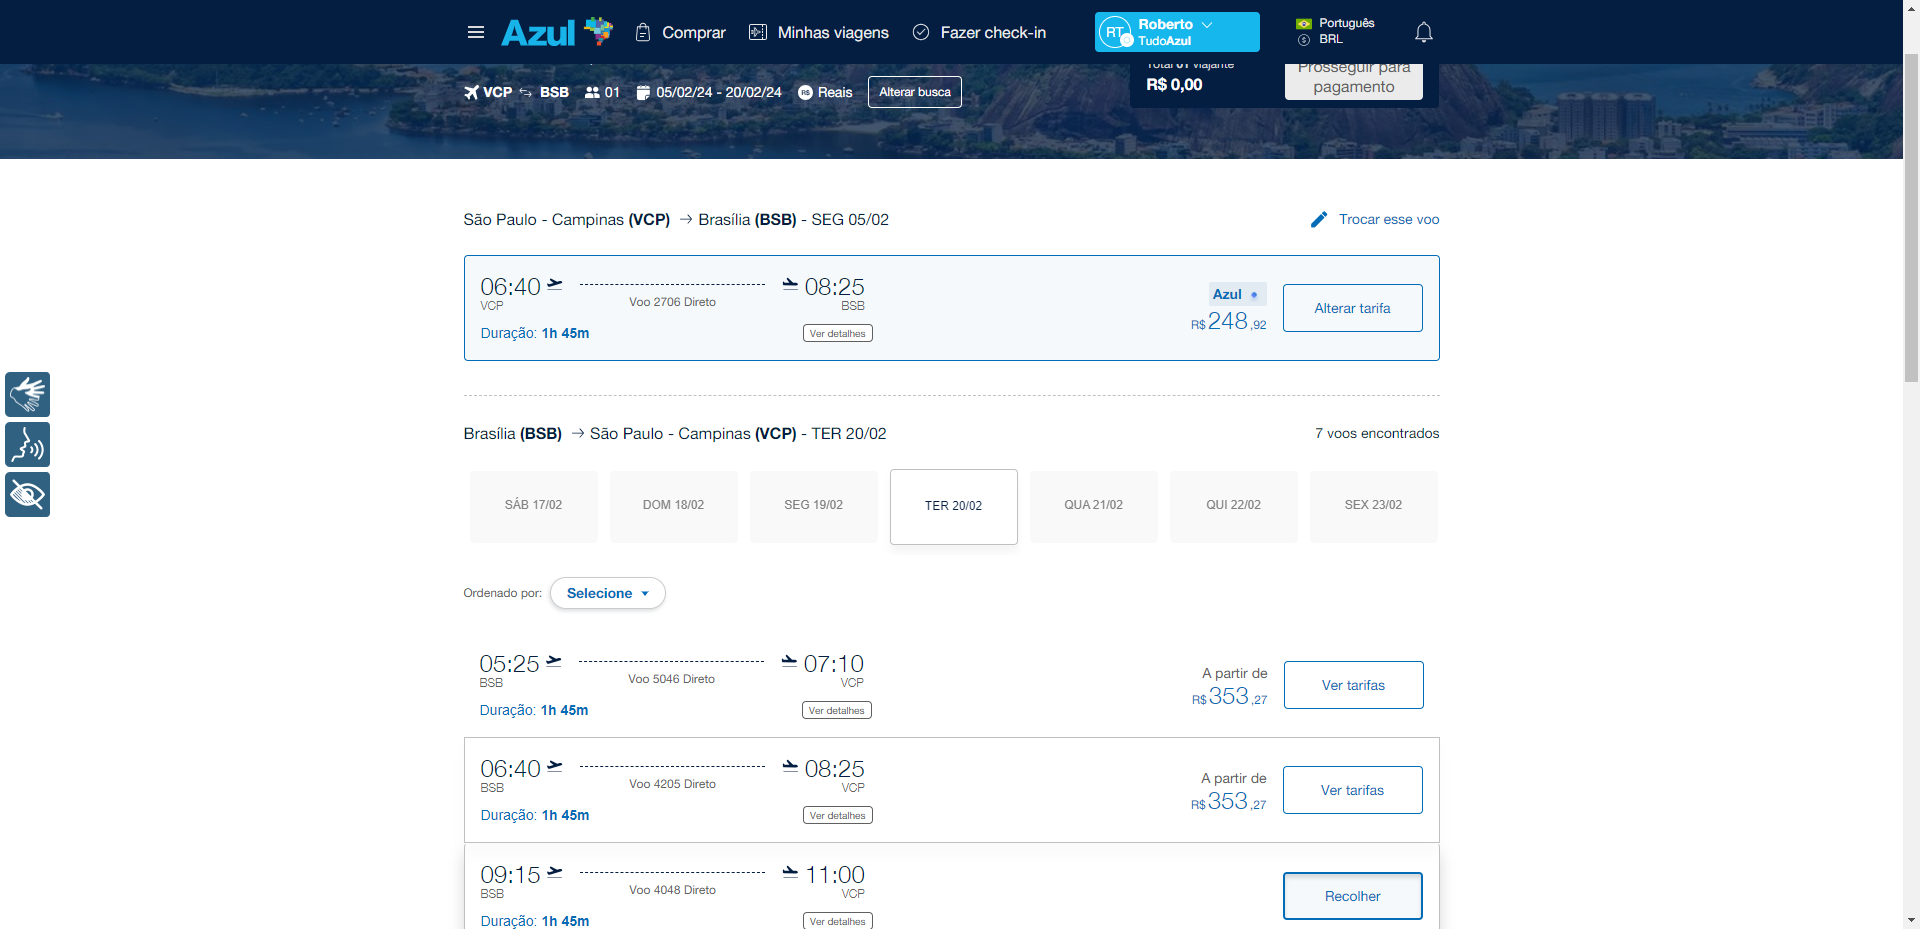 Azul
Comprar
Minhas viagens
Fazer check-in
RT
Roberto
TudoAzul
Português
BRL
Total 01 viajante
R$ 0,00
Prosseguir para
pagamento
VCP BSB 01 05/02/24 - 20/02/24 R$ Reais Alterar busca
São Paulo - Campinas (VCP) → Brasília (BSB) - SEG 05/02
Trocar esse voo
06:40 08:25
VCP Voo 2706 Direto BSB
Duração: 1h 45m Ver detalhes
Azul
R$ 248,92
Alterar tarifa
Brasília (BSB) → São Paulo - Campinas (VCP) - TER 20/02
7 voos encontrados
SÁB 17/02 DOM 18/02 SEG 19/02 TER 20/02 QUA 21/02 QUI 22/02 SEX 23/02
Ordenado por: Selecione
05:25 07:10
BSB Voo 5046 Direto VCP
Duração: 1h 45m Ver detalhes
A partir de
R$ 353,27
Ver tarifas
06:40 08:25
BSB Voo 4205 Direto VCP
Duração: 1h 45m Ver detalhes
A partir de
R$ 353,27
Ver tarifas
09:15 11:00
BSB Voo 4048 Direto VCP
Duração: 1h 45m Ver detalhes
Recolher